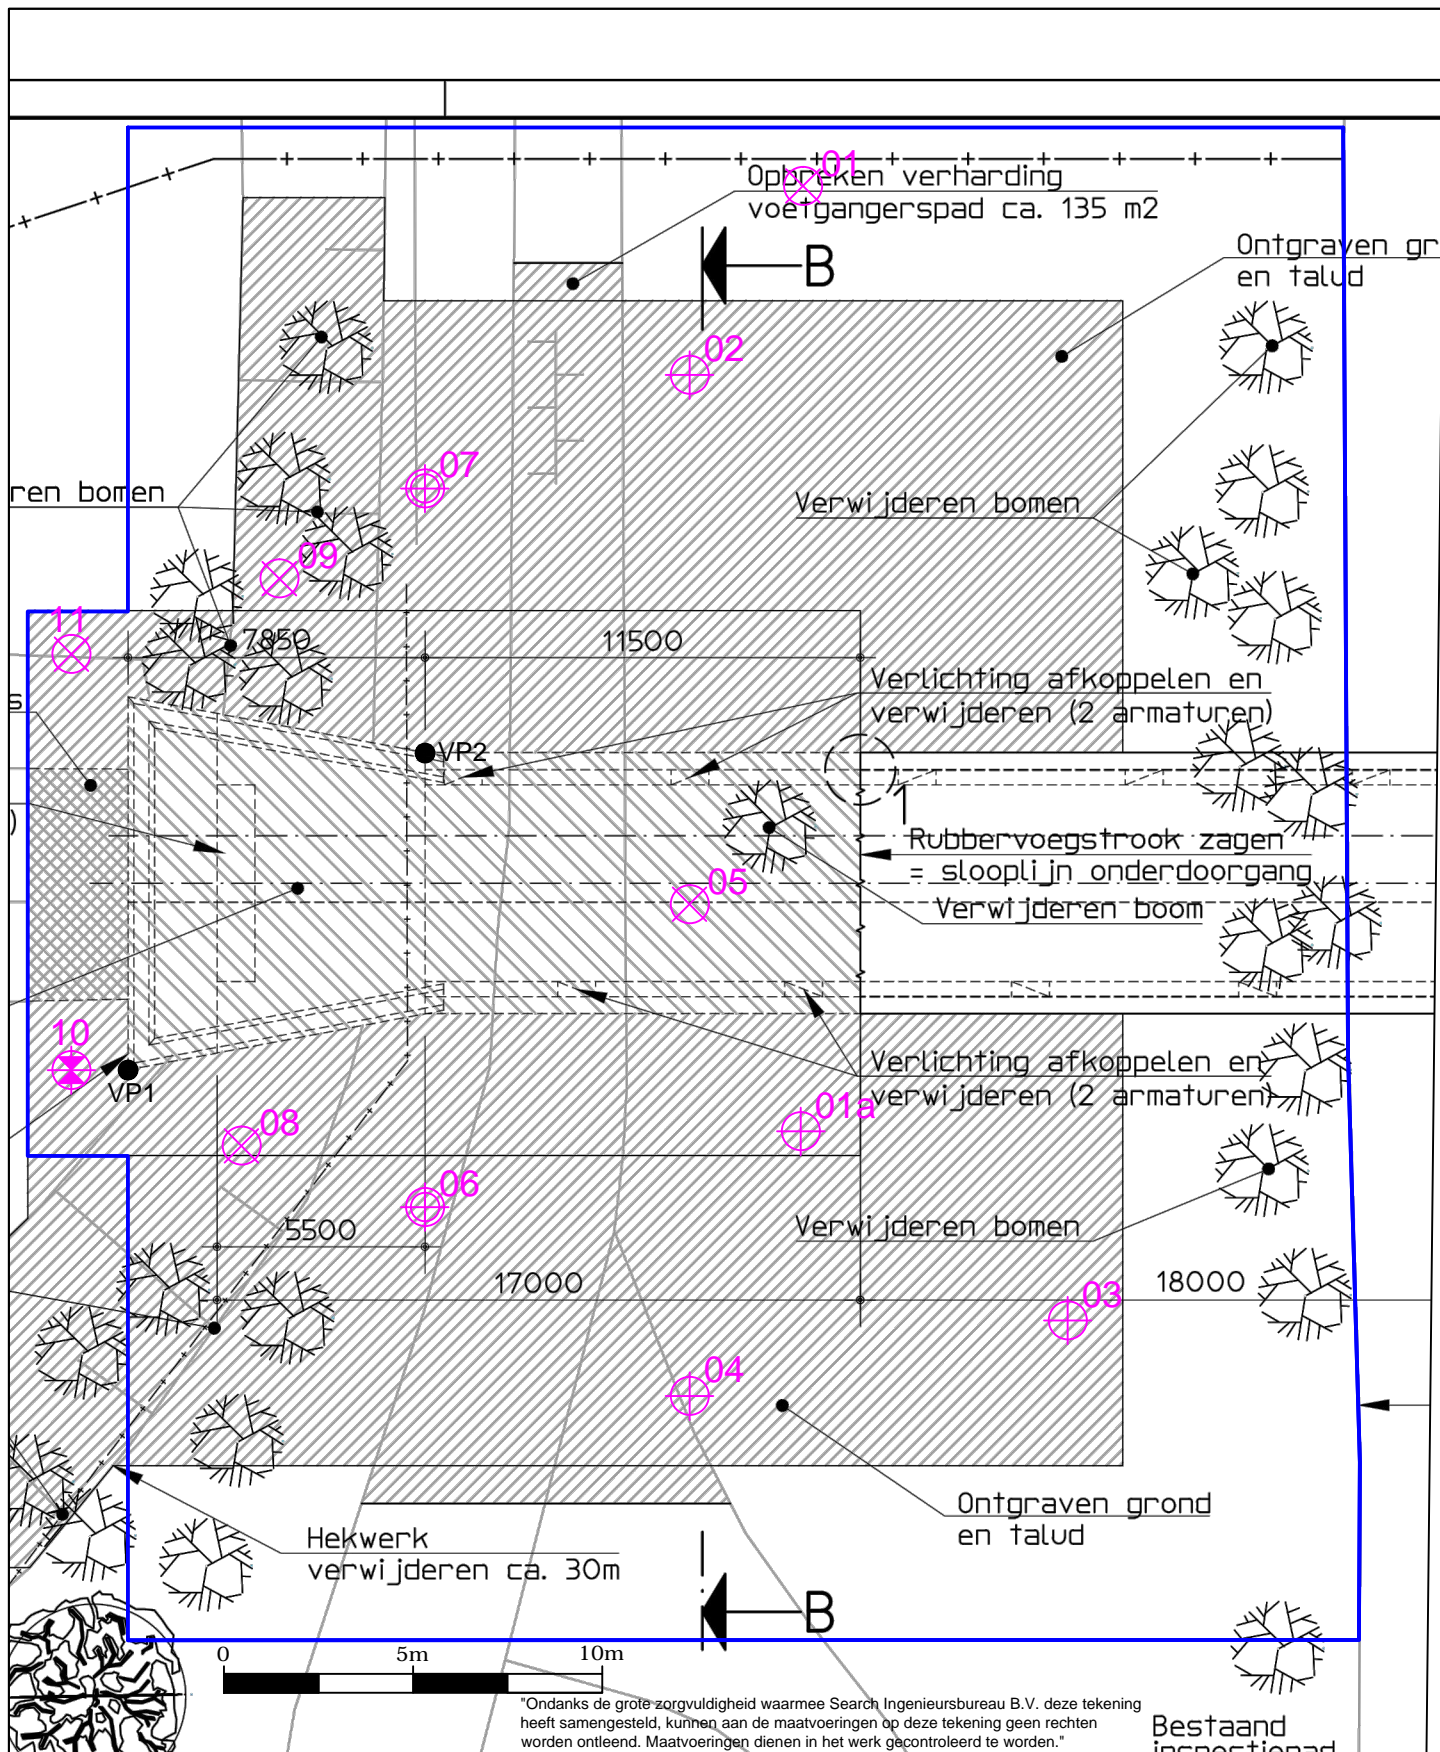 01
Opbreken verharding
voetgangerspad ca. 135 m2
B
Ontgraven gr
en talud
02
07
ren bomen
Verwijderen bomen
09
11
7850
11500
s
Verlichting afkoppelen en
verwijderen (2 armaturen)
VP2
1
)
Rubbervoegstrook zagen
= slooplijn onderdoorgang
05
Verwijderen boom
10
VP1
Verlichting afkoppelen en
verwijderen (2 armaturen)
01a
08
06
5500
Verwijderen bomen
17000
18000
03
04
Ontgraven grond
en talud
Hekwerk
verwijderen ca. 30m
B
0 5m 10m
"Ondanks de grote zorgvuldigheid waarmee Search Ingenieursbureau B.V. deze tekening
heeft samengesteld, kunnen aan de maatvoeringen op deze tekening geen rechten
worden ontleend. Maatvoeringen dienen in het werk gecontroleerd te worden."
Bestaand
inspectiepad